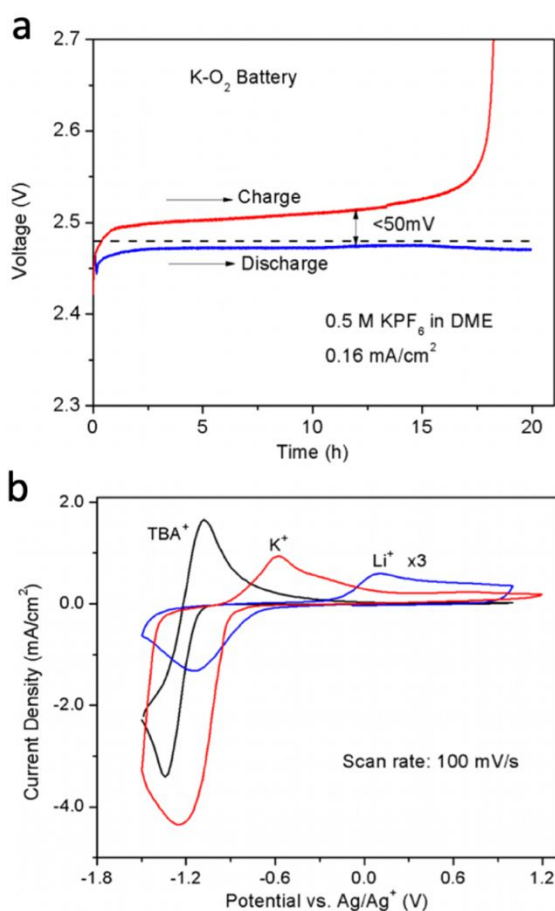 a
2.7
2.6
2.5
2.4
2.3
Voltage (V)
K-O₂ Battery
Charge
<50mV
Discharge
0.5 M KPF₆ in DME
0.16 mA/cm²
0 5 10 15 20
Time (h)
b
2.0
0.0
-2.0
-4.0
Current Density (mA/cm²)
TBA⁺
K⁺
Li⁺ x3
Scan rate: 100 mV/s
-1.8 -1.2 -0.6 0.0 0.6 1.2
Potential vs. Ag/Ag⁺ (V)